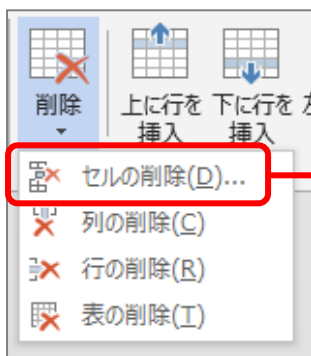 削除
上に行を
挿入
下に行を
挿入
セルの削除(D)...
列の削除(C)
行の削除(R)
表の削除(T)